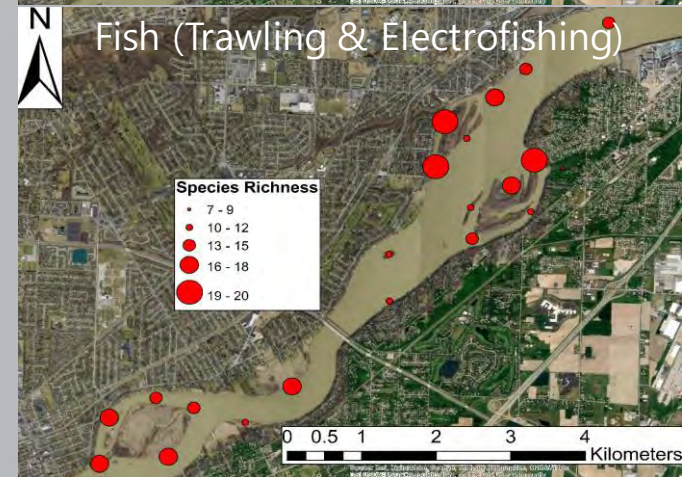 N
Fish (Trawling & Electrofishing)
Species Richness
7 - 9
10 - 12
13 - 15
16 - 18
19 - 20
0 0.5 1 2 3 4
Kilometers